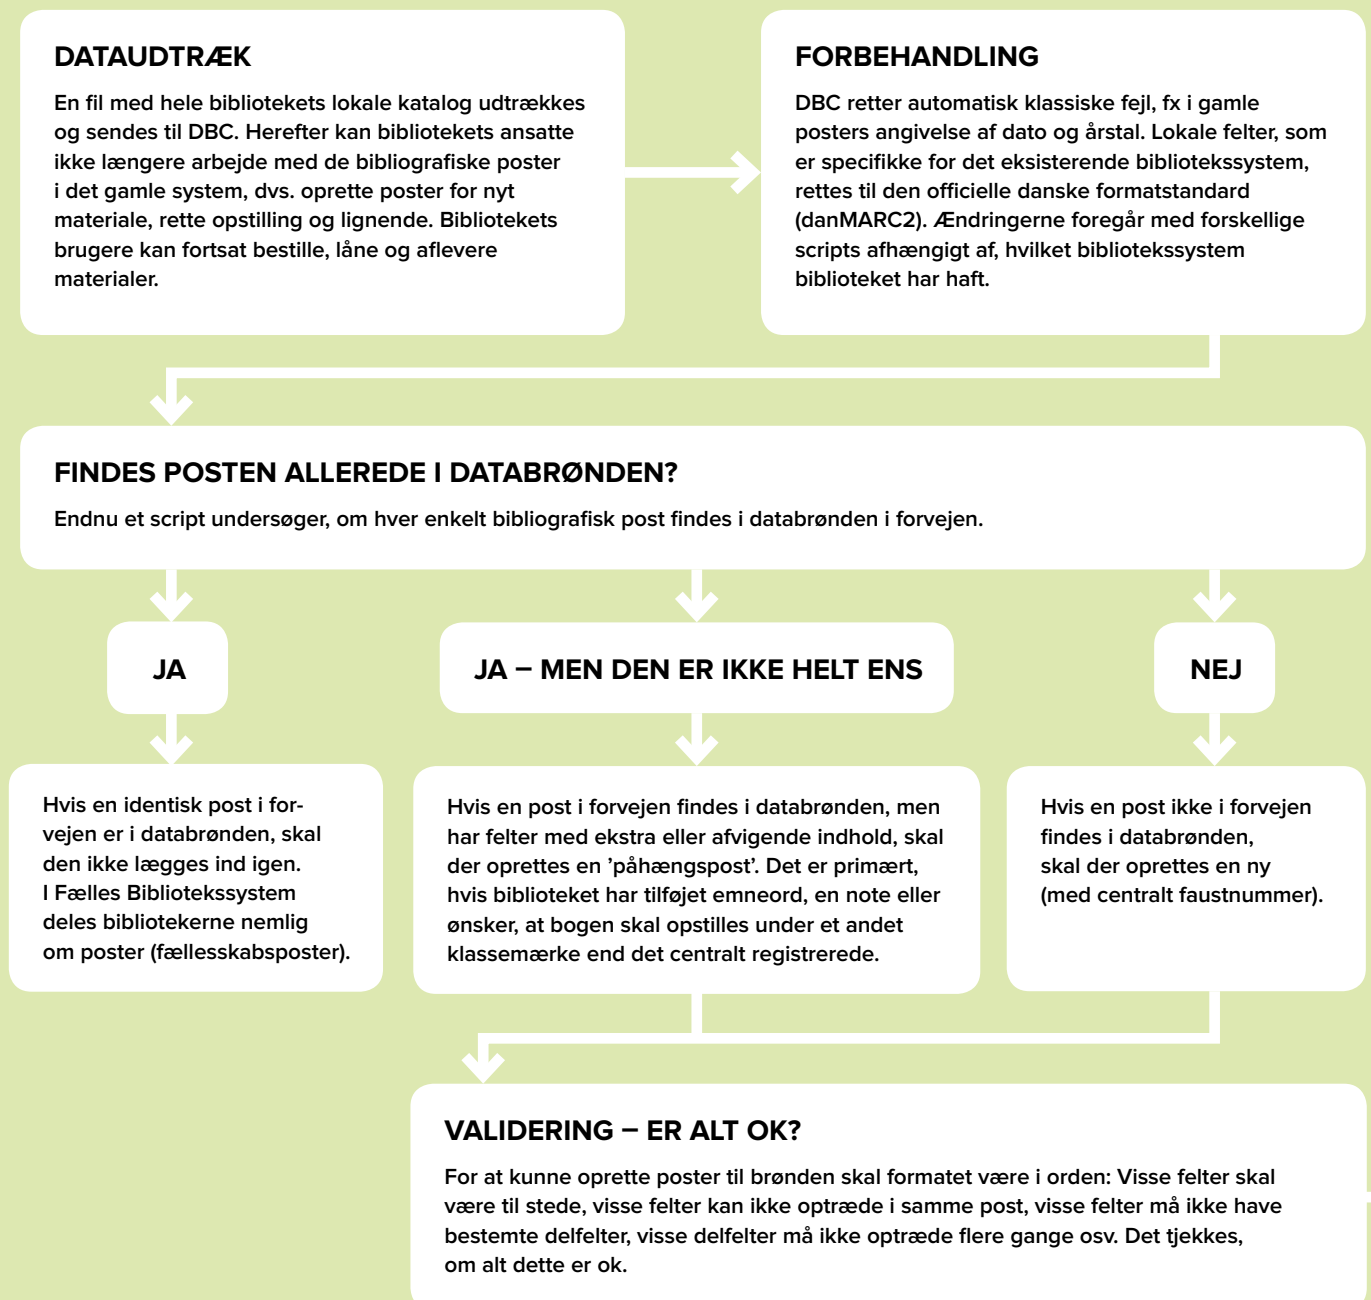 DATAUDTRÆK
En fil med hele bibliotekets lokale katalog udtrækkes
og sendes til DBC. Herefter kan bibliotekets ansatte
ikke længere arbejde med de bibliografiske poster
i det gamle system, dvs. oprette poster for nyt
materiale, rette opstilling og lignende. Bibliotekets
brugere kan fortsat bestille, låne og aflevere
materialer.
FORBEHANDLING
DBC retter automatisk klassiske fejl, fx i gamle
posters angivelse af dato og årstal. Lokale felter, som
er specifikke for det eksisterende bibliotekssystem,
rettes til den officielle danske formatstandard
(danMARC2). Ændringerne foregår med forskellige
scripts afhængigt af, hvilket bibliotekssystem
biblioteket har haft.
FINDES POSTEN ALLEREDE I DATABRØNDEN?
Endnu et script undersøger, om hver enkelt bibliografisk post findes i databrønden i forvejen.
JA
JA – MEN DEN ER IKKE HELT ENS
NEJ
Hvis en identisk post i for-
vejen er i databrønden, skal
den ikke lægges ind igen.
I Fælles Bibliotekssystem
deles bibliotekerne nemlig
om poster (fællesskabsposter).
Hvis en post i forvejen findes i databrønden, men
har felter med ekstra eller afvigende indhold, skal
der oprettes en ’påhængspost’. Det er primært,
hvis biblioteket har tilføjet emneord, en note eller
ønsker, at bogen skal opstilles under et andet
klassemærke end det centralt registrerede.
Hvis en post ikke i forvejen
findes i databrønden,
skal der oprettes en ny
(med centralt faustnummer).
VALIDERING – ER ALT OK?
For at kunne oprette poster til brønden skal formatet være i orden: Visse felter skal
være til stede, visse felter kan ikke optræde i samme post, visse felter må ikke have
bestemte delfelter, visse delfelter må ikke optræde flere gange osv. Det tjekkes,
om alt dette er ok.